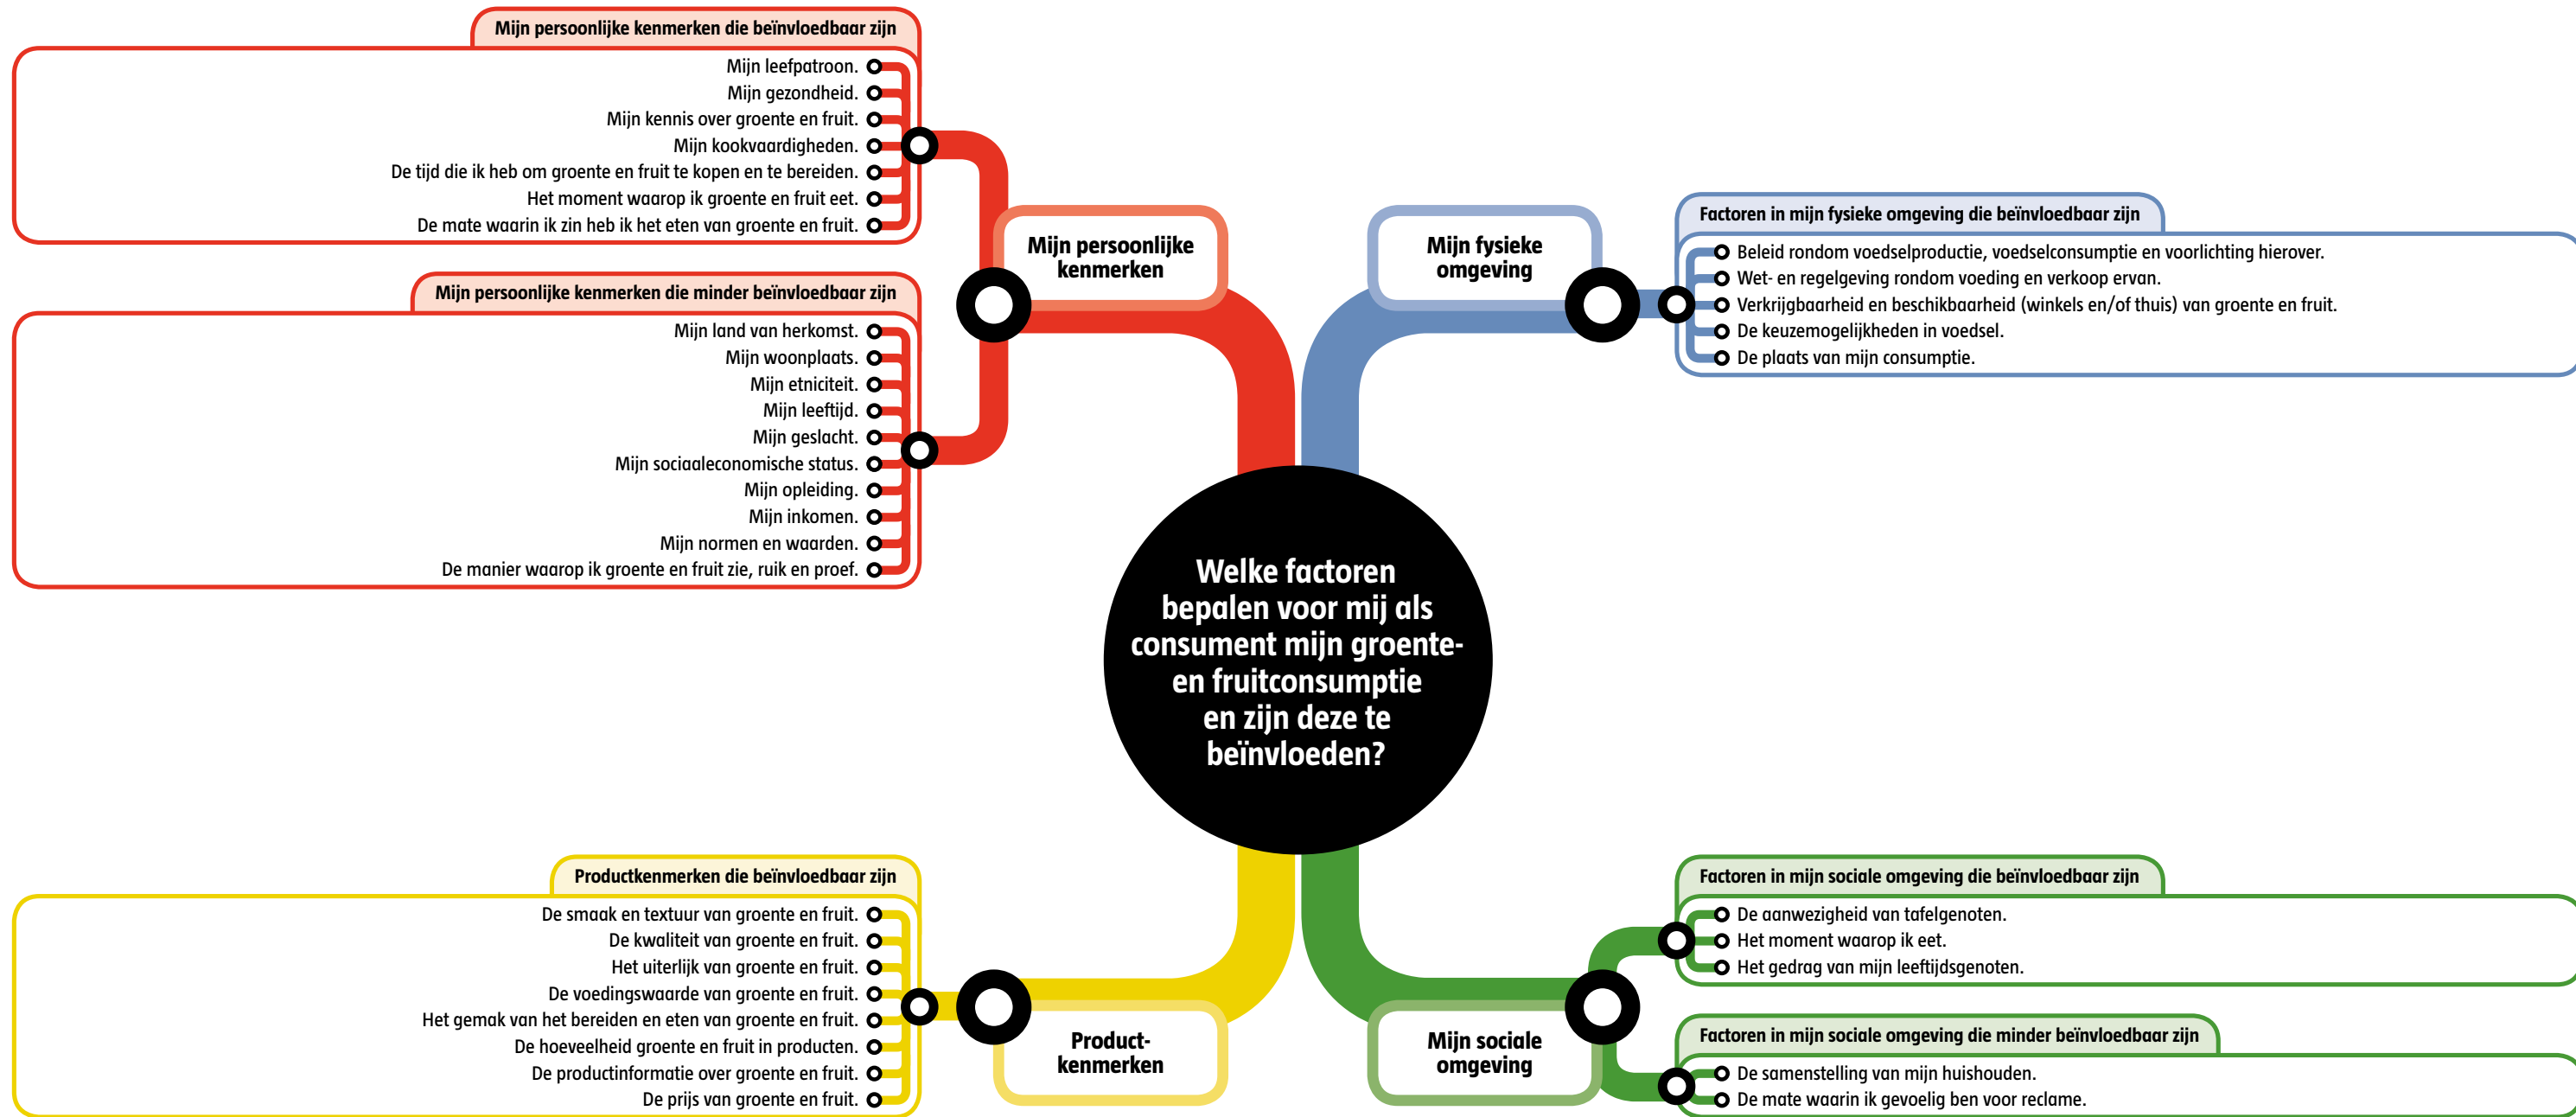 Mijn persoonlijke kenmerken die beïnvloedbaar zijn
Mijn leefpatroon.
Mijn gezondheid.
Mijn kennis over groente en fruit.
Mijn kookvaardigheden.
De tijd die ik heb om groente en fruit te kopen en te bereiden.
Het moment waarop ik groente en fruit eet.
De mate waarin ik zin heb ik het eten van groente en fruit.
Mijn persoonlijke kenmerken die minder beïnvloedbaar zijn
Mijn land van herkomst.
Mijn woonplaats.
Mijn etniciteit.
Mijn leeftijd.
Mijn geslacht.
Mijn sociaaleconomische status.
Mijn opleiding.
Mijn inkomen.
Mijn normen en waarden.
De manier waarop ik groente en fruit zie, ruik en proef.
Mijn persoonlijke
kenmerken
Mijn fysieke
omgeving
Factoren in mijn fysieke omgeving die beïnvloedbaar zijn
Beleid rondom voedselproductie, voedselconsumptie en voorlichting hierover.
Wet- en regelgeving rondom voeding en verkoop ervan.
Verkrijgbaarheid en beschikbaarheid (winkels en/of thuis) van groente en fruit.
De keuzemogelijkheden in voedsel.
De plaats van mijn consumptie.
Welke factoren
bepalen voor mij als
consument mijn groente-
en fruitconsumptie
en zijn deze te
beïnvloeden?
Productkenmerken die beïnvloedbaar zijn
De smaak en textuur van groente en fruit.
De kwaliteit van groente en fruit.
Het uiterlijk van groente en fruit.
De voedingswaarde van groente en fruit.
Het gemak van het bereiden en eten van groente en fruit.
De hoeveelheid groente en fruit in producten.
De productinformatie over groente en fruit.
De prijs van groente en fruit.
Product-
kenmerken
Mijn sociale
omgeving
Factoren in mijn sociale omgeving die beïnvloedbaar zijn
De aanwezigheid van tafelgenoten.
Het moment waarop ik eet.
Het gedrag van mijn leeftijdsgenoten.
Factoren in mijn sociale omgeving die minder beïnvloedbaar zijn
De samenstelling van mijn huishouden.
De mate waarin ik gevoelig ben voor reclame.